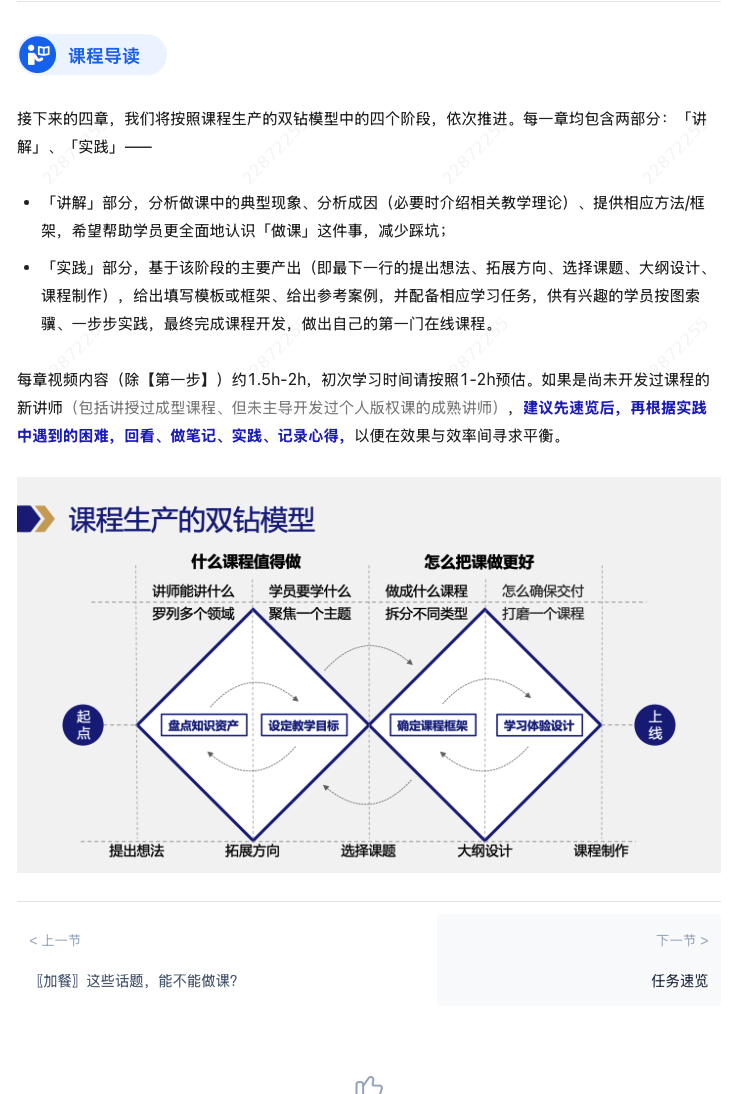 课程导读
接下来的四章，我们将按照课程生产的双钻模型中的四个阶段，依次推进。每一章均包含两部分：「讲
解」、「实践」——
• 「讲解」部分，分析做课中的典型现象、分析成因（必要时介绍相关教学理论）、提供相应方法/框
架，希望帮助学员更全面地认识「做课」这件事，减少踩坑；
• 「实践」部分，基于该阶段的主要产出（即最下一行的提出想法、拓展方向、选择课题、大纲设计、
课程制作），给出填写模板或框架、给出参考案例，并配备相应学习任务，供有兴趣的学员按图索
骥、一步步实践，最终完成课程开发，做出自己的第一门在线课程。
每章视频内容（除【第一步】）约1.5h-2h，初次学习时间请按照1-2h预估。如果是尚未开发过课程的
新讲师（包括讲授过成型课程、但未主导开发过个人版权课的成熟讲师），建议先速览后，再根据实践
中遇到的困难，回看、做笔记、实践、记录心得，以便在效果与效率间寻求平衡。
课程生产的双钻模型
什么课程值得做 怎么把课做更好
讲师能讲什么 学员要学什么 做成什么课程 怎么确保交付
罗列多个领域 聚焦一个主题 拆分不同类型 打磨一个课程
起点 盘点知识资产 设定教学目标 确定课程框架 学习体验设计 上线
提出想法 拓展方向 选择课题 大纲设计 课程制作
< 上一节 下一节 >
〖加餐〗这些话题，能不能做课？ 任务速览
22872255
22872255
22872255
22872255
22872255
22872255
22872255
22872255